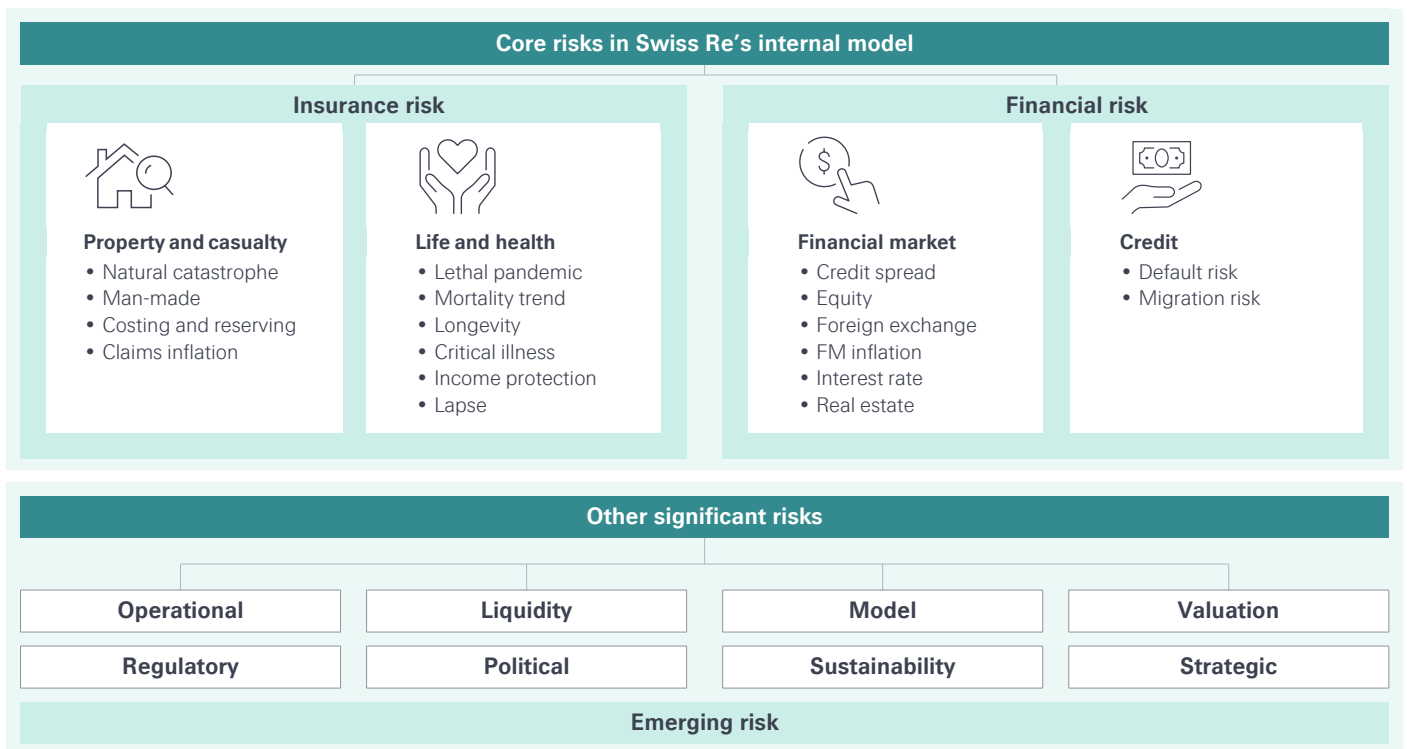 Core risks in Swiss Re’s internal model
Insurance risk
Property and casualty
• Natural catastrophe
• Man-made
• Costing and reserving
• Claims inflation
Life and health
• Lethal pandemic
• Mortality trend
• Longevity
• Critical illness
• Income protection
• Lapse
Financial risk
$
Financial market
• Credit spread
• Equity
• Foreign exchange
• FM inflation
• Interest rate
• Real estate
Credit
• Default risk
• Migration risk
Other significant risks
Operational
Liquidity
Model
Valuation
Regulatory
Political
Sustainability
Strategic
Emerging risk